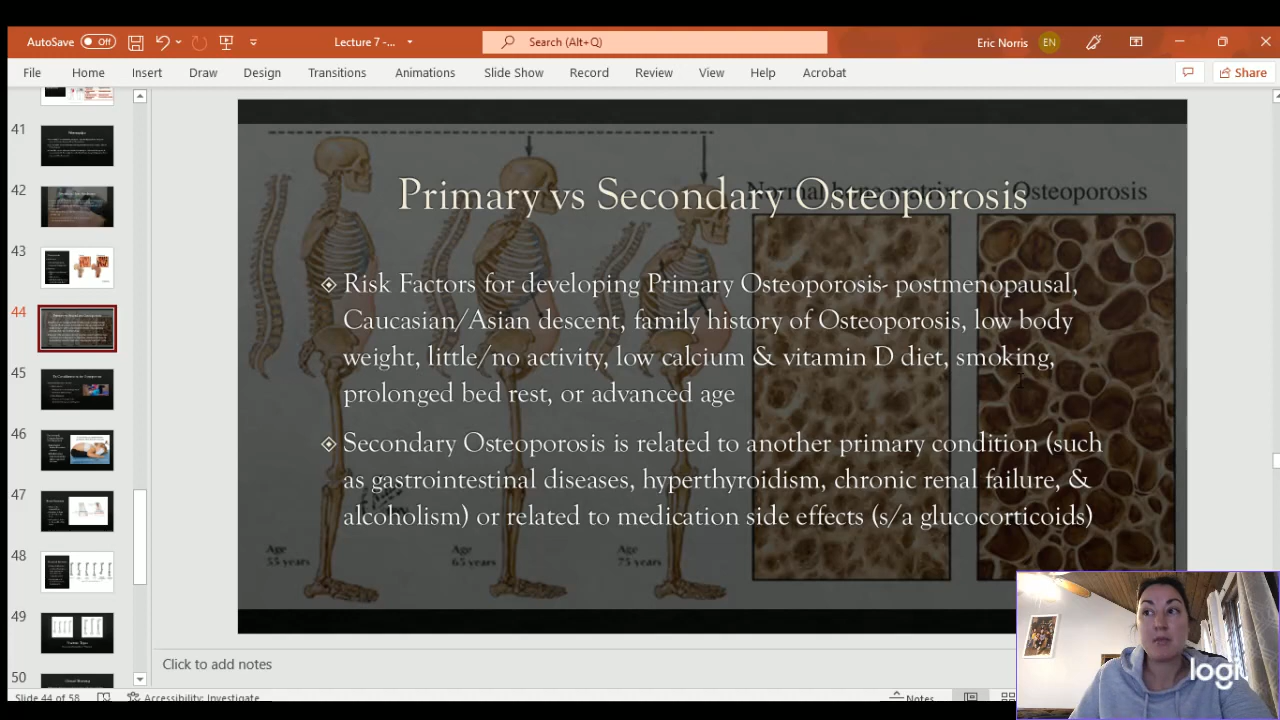 AutoSave Off Lecture 7 -... Search (Alt+Q) Eric Norris EN
File Home Insert Draw Design Transitions Animations Slide Show Record Review View Help Acrobat Share
41
42
43
44
45
46
47
48
49
50
Normal bone matrix Osteoporosis
Primary vs Secondary Osteoporosis
Risk Factors for developing Primary Osteoporosis- postmenopausal,
Caucasian/Asian descent, family history of Osteoporosis, low body
weight, little/no activity, low calcium & vitamin D diet, smoking,
prolonged bed rest, or advanced age
Secondary Osteoporosis is related to another primary condition (such
as gastrointestinal diseases, hyperthyroidism, chronic renal failure, &
alcoholism) or related to medication side effects (s/a glucocorticoids)
Age Age Age
55 years 65 years 75 years
Click to add notes
Slide 44 of 58 Accessibility: Investigate Notes
logi